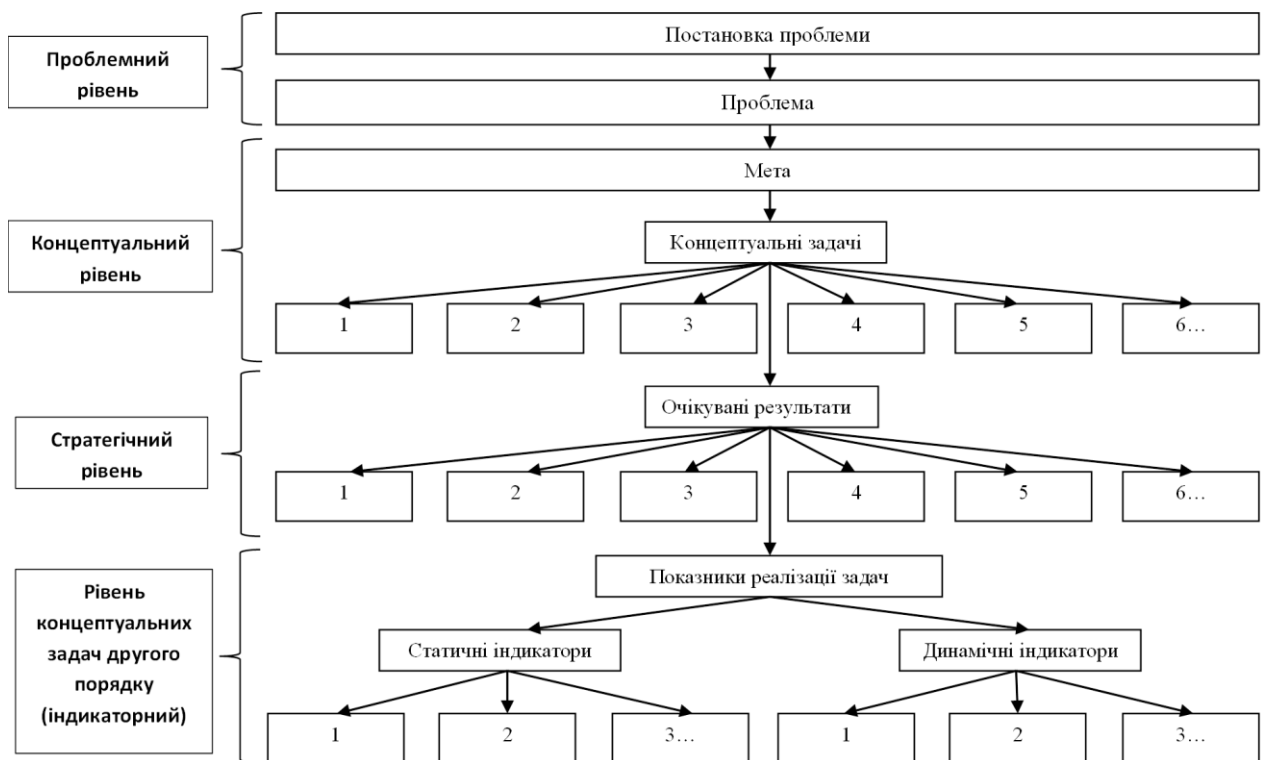 Проблемний
рівень
Постановка проблеми
Проблема
Концептуальний
рівень
Мета
Концептуальні задачі
1
2
3
4
5
6...
Стратегічний
рівень
Очікувані результати
1
2
3
4
5
6...
Рівень
концептуальних
задач другого
порядку
(індикаторний)
Показники реалізації задач
Статичні індикатори
Динамічні індикатори
1
2
3...
1
2
3...